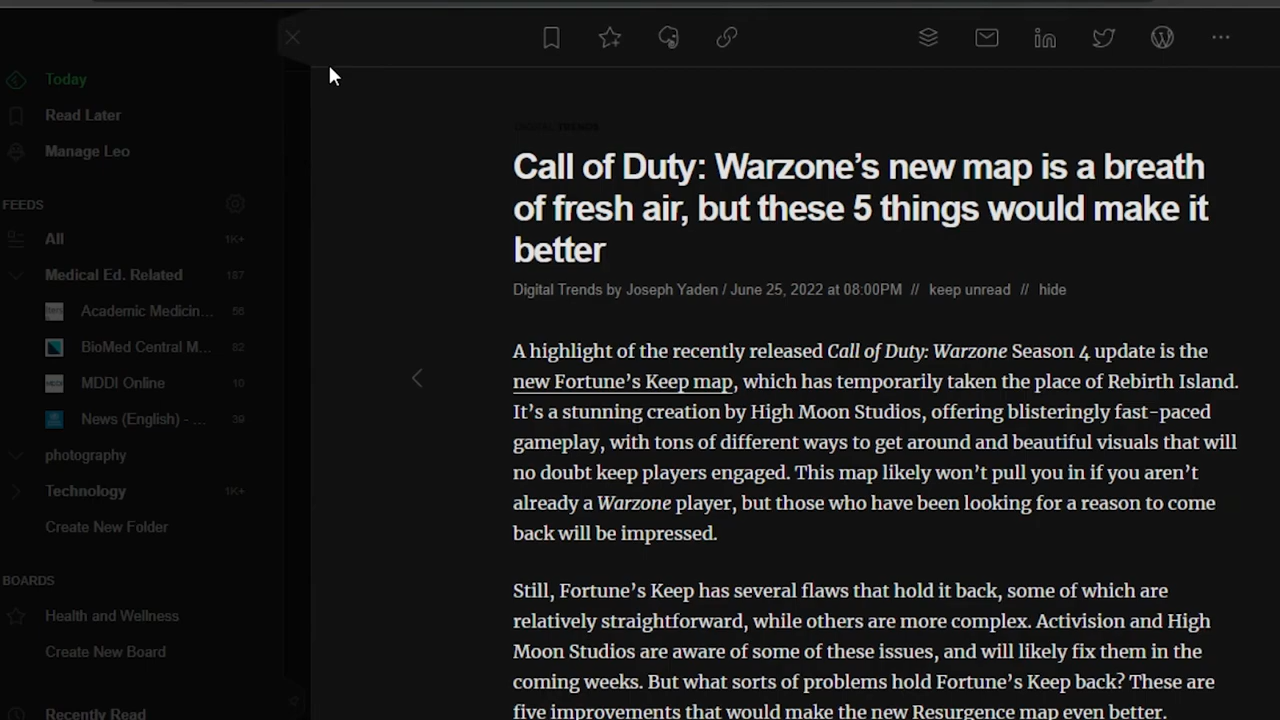 Today
Read Later
Manage Leo
FEEDS
All 1K+
Medical Ed. Related 187
Academic Medicin... 56
BioMed Central M... 82
MDDI Online 10
News (English) - ... 39
photography
Technology 1K+
Create New Folder
BOARDS
Health and Wellness
Create New Board
Recently Read
DIGITAL TRENDS
Call of Duty: Warzone’s new map is a breath
of fresh air, but these 5 things would make it
better
Digital Trends by Joseph Yaden / June 25, 2022 at 08:00PM // keep unread // hide
A highlight of the recently released Call of Duty: Warzone Season 4 update is the
new Fortune’s Keep map, which has temporarily taken the place of Rebirth Island.
It’s a stunning creation by High Moon Studios, offering blisteringly fast-paced
gameplay, with tons of different ways to get around and beautiful visuals that will
no doubt keep players engaged. This map likely won’t pull you in if you aren’t
already a Warzone player, but those who have been looking for a reason to come
back will be impressed.
Still, Fortune’s Keep has several flaws that hold it back, some of which are
relatively straightforward, while others are more complex. Activision and High
Moon Studios are aware of some of these issues, and will likely fix them in the
coming weeks. But what sorts of problems hold Fortune’s Keep back? These are
five improvements that would make the new Resurgence map even better.